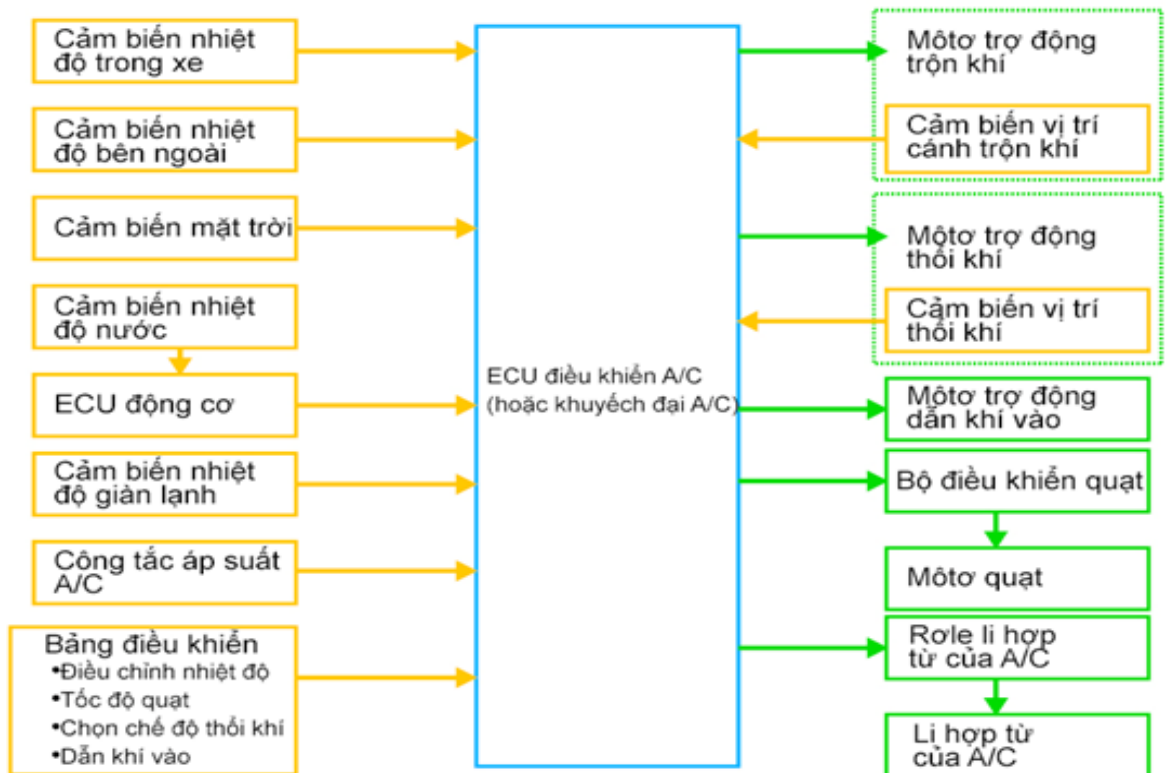 Cảm biến nhiệt
độ trong xe
Cảm biến nhiệt
độ bên ngoài
Cảm biến mặt trời
Cảm biến nhiệt
độ nước
ECU động cơ
Cảm biến nhiệt
độ giàn lạnh
Công tắc áp suất
A/C
Bảng điều khiển
•Điều chỉnh nhiệt độ
•Tốc độ quạt
•Chọn chế độ thổi khí
•Dẫn khí vào
ECU điều khiển A/C
(hoặc khuyếch đại A/C)
Môtơ trợ động
trộn khí
Cảm biến vị trí
cánh trộn khí
Môtơ trợ động
thổi khí
Cảm biến vị trí
thổi khí
Môtơ trợ động
dẫn khí vào
Bộ điều khiển quạt
Môtơ quạt
Rơle li hợp
từ của A/C
Li hợp từ
của A/C